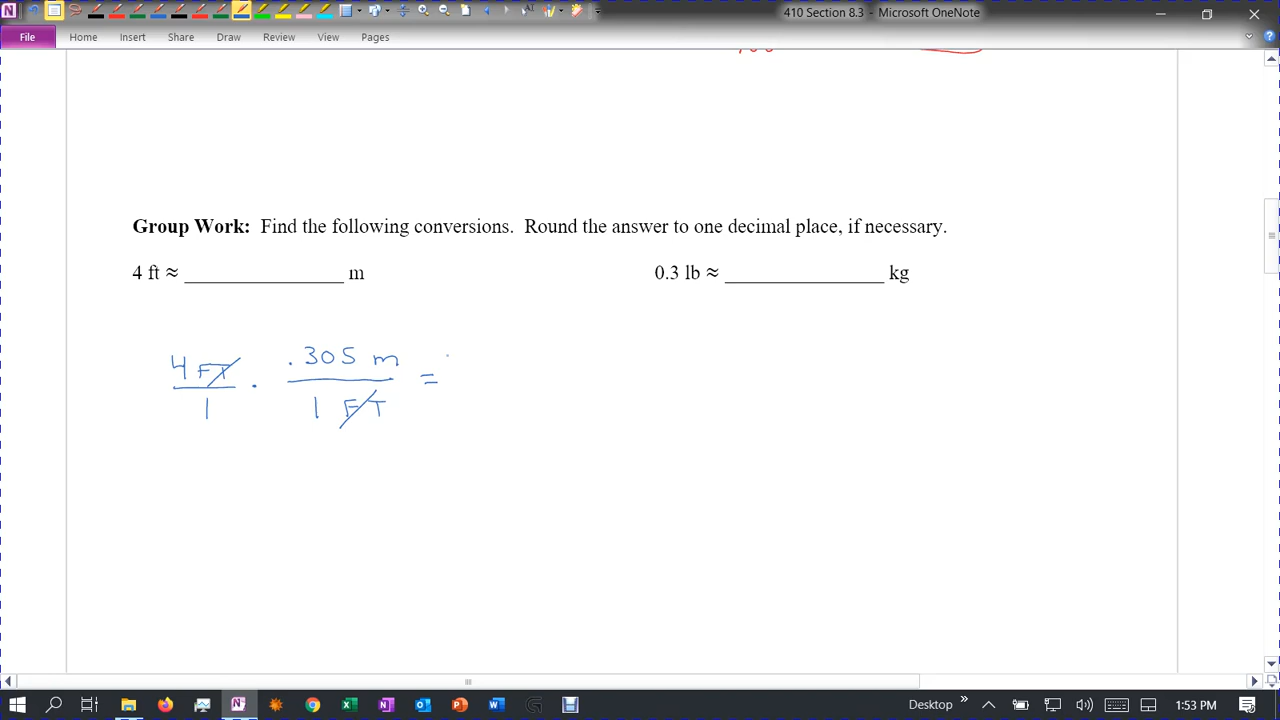 410 Section 8.3 - Microsoft OneNote
File Home Insert Share Draw Review View Pages
Group Work: Find the following conversions. Round the answer to one decimal place, if necessary.
4 ft ≈ ________________ m
0.3 lb ≈ ________________ kg
4 FT . .305 m =
1 1 FT
Desktop
1:53 PM